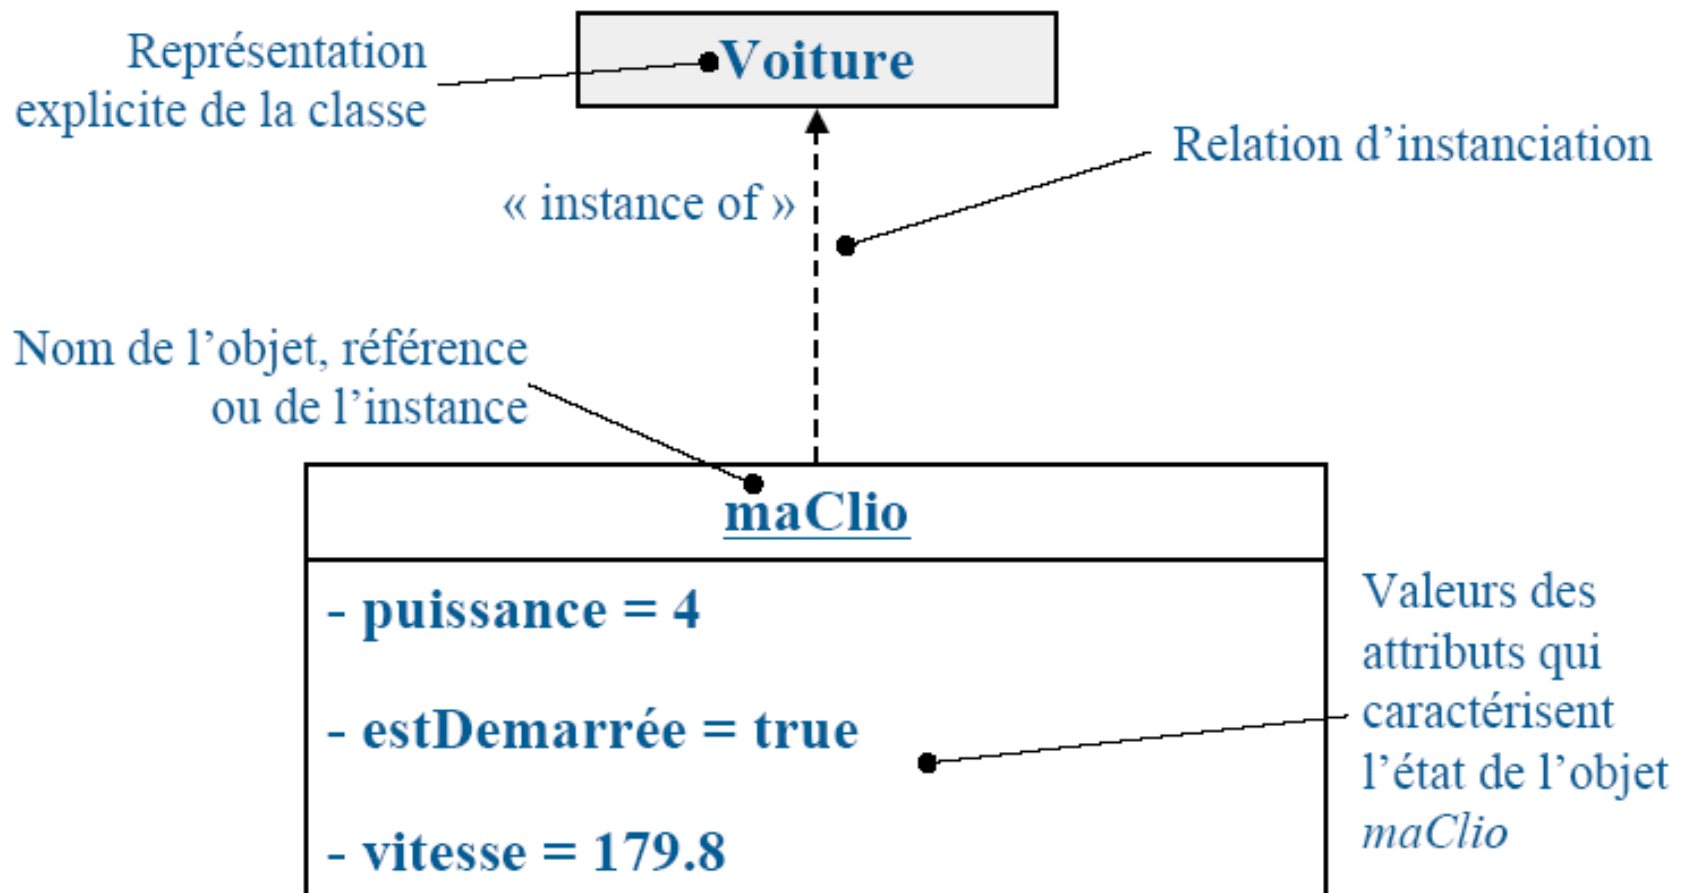 Représentation
explicite de la classe
Voiture
Relation d’instanciation
« instance of »
Nom de l’objet, référence
ou de l’instance
maClio
- puissance = 4
- estDemarrée = true
- vitesse = 179.8
Valeurs des
attributs qui
caractérisent
l’état de l’objet
maClio